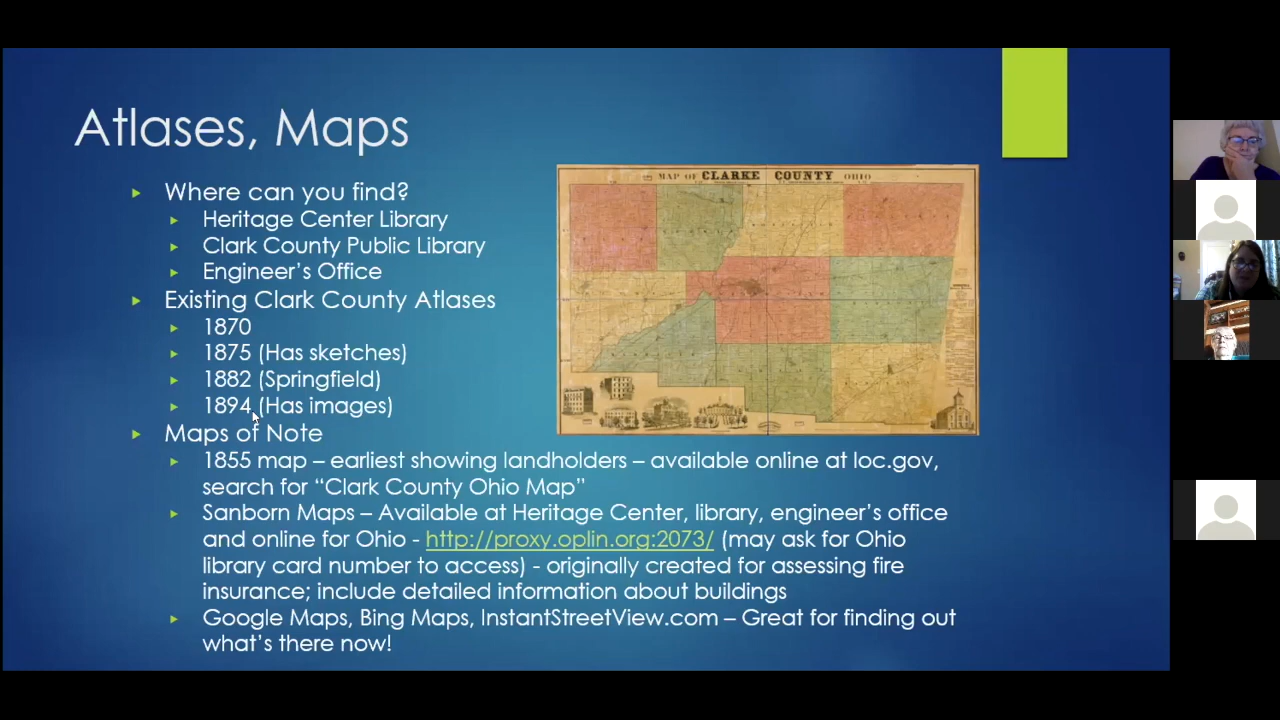 Atlases, Maps
Where can you find?
Heritage Center Library
Clark County Public Library
Engineer's Office
Existing Clark County Atlases
1870
1875 (Has sketches)
1882 (Springfield)
1894 (Has images)
Maps of Note
1855 map – earliest showing landholders – available online at loc.gov,
search for “Clark County Ohio Map”
Sanborn Maps – Available at Heritage Center, library, engineer's office
and online for Ohio - http://proxy.oplin.org:2073/ (may ask for Ohio
library card number to access) - originally created for assessing fire
insurance; include detailed information about buildings
Google Maps, Bing Maps, InstantStreetView.com – Great for finding out
what's there now!
MAP OF CLARKE COUNTY OHIO